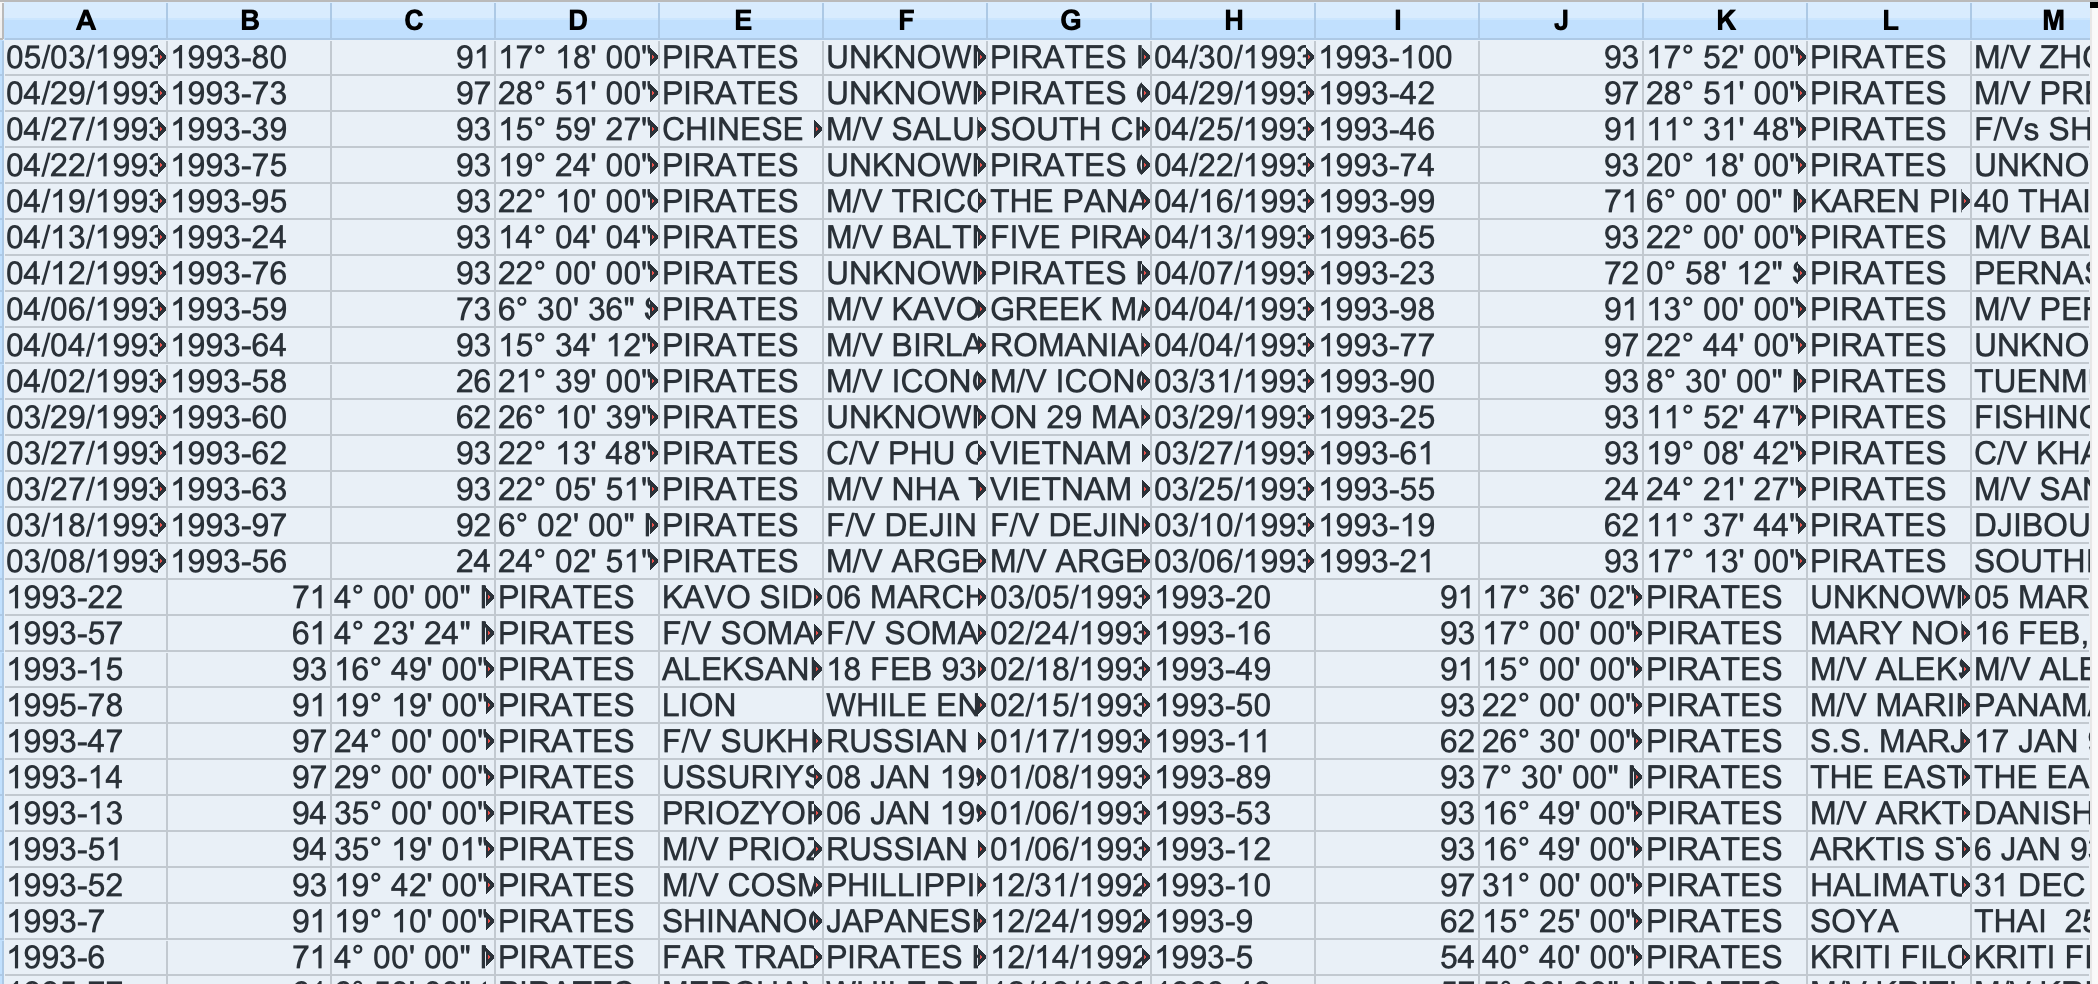 A B C D E F G H I J K L M
05/03/1993 1993-80 91 17° 18' 00" PIRATES UNKNOWN PIRATES 04/30/1993 1993-100 93 17° 52' 00" PIRATES M/V ZHO
04/29/1993 1993-73 97 28° 51' 00" PIRATES UNKNOWN PIRATES 04/29/1993 1993-42 97 28° 51' 00" PIRATES M/V PRE
04/27/1993 1993-39 93 15° 59' 27" CHINESE M/V SALU SOUTH CH 04/25/1993 1993-46 91 11° 31' 48" PIRATES F/Vs SH
04/22/1993 1993-75 93 19° 24' 00" PIRATES UNKNOWN PIRATES 04/22/1993 1993-74 93 20° 18' 00" PIRATES UNKNO
04/19/1993 1993-95 93 22° 10' 00" PIRATES M/V TRICO THE PANA 04/16/1993 1993-99 71 6° 00' 00" KAREN PI 40 THAI
04/13/1993 1993-24 93 14° 04' 04" PIRATES M/V BALT FIVE PIRA 04/13/1993 1993-65 93 22° 00' 00" PIRATES M/V BAL
04/12/1993 1993-76 93 22° 00' 00" PIRATES UNKNOWN PIRATES 04/07/1993 1993-23 72 0° 58' 12" S PIRATES PERNAS
04/06/1993 1993-59 73 6° 30' 36" S PIRATES M/V KAVO GREEK MA 04/04/1993 1993-98 91 13° 00' 00" PIRATES M/V PE
04/04/1993 1993-64 93 15° 34' 12" PIRATES M/V BIRLA ROMANIA 04/04/1993 1993-77 97 22° 44' 00" PIRATES UNKNO
04/02/1993 1993-58 26 21° 39' 00" PIRATES M/V ICON M/V ICON 03/31/1993 1993-90 93 8° 30' 00" PIRATES TUENM
03/29/1993 1993-60 62 26° 10' 39" PIRATES UNKNOWN ON 29 MA 03/29/1993 1993-25 93 11° 52' 47" PIRATES FISHING
03/27/1993 1993-62 93 22° 13' 48" PIRATES C/V PHU VIETNAM 03/27/1993 1993-61 93 19° 08' 42" PIRATES C/V KHA
03/27/1993 1993-63 93 22° 05' 51" PIRATES M/V NHA T VIETNAM 03/25/1993 1993-55 24 24° 21' 27" PIRATES M/V SAN
03/18/1993 1993-97 92 6° 02' 00" PIRATES F/V DEJIN F/V DEJIN 03/10/1993 1993-19 62 11° 37' 44" PIRATES DJIBOU
03/08/1993 1993-56 24 24° 02' 51" PIRATES M/V ARGE M/V ARGE 03/06/1993 1993-21 93 17° 13' 00" PIRATES SOUTH
1993-22 71 4° 00' 00" PIRATES KAVO SID 06 MARCH 03/05/1993 1993-20 91 17° 36' 02" PIRATES UNKNOWN 05 MAR
1993-57 61 4° 23' 24" PIRATES F/V SOMA F/V SOMA 02/24/1993 1993-16 93 17° 00' 00" PIRATES MARY NO 16 FEB,
1993-15 93 16° 49' 00" PIRATES ALEKSAN 18 FEB 93 02/18/1993 1993-49 91 15° 00' 00" PIRATES M/V ALEK M/V ALE
1995-78 91 19° 19' 00" PIRATES LION WHILE EN 02/15/1993 1993-50 93 22° 00' 00" PIRATES M/V MARI PANAMA
1993-47 97 24° 00' 00" PIRATES F/V SUKH RUSSIAN 01/17/1993 1993-11 62 26° 30' 00" PIRATES S.S. MARJ 17 JAN
1993-14 97 29° 00' 00" PIRATES USSURIYS 08 JAN 19 01/08/1993 1993-89 93 7° 30' 00" PIRATES THE EAST THE EA
1993-13 94 35° 00' 00" PIRATES PRIOZYO 06 JAN 19 01/06/1993 1993-53 93 16° 49' 00" PIRATES M/V ARKT DANISH
1993-51 94 35° 19' 01" PIRATES M/V PRIOZ RUSSIAN 01/06/1993 1993-12 93 16° 49' 00" PIRATES ARKTIS ST 6 JAN 9
1993-52 93 19° 42' 00" PIRATES M/V COSM PHILLIPPI 12/31/1992 1993-10 97 31° 00' 00" PIRATES HALIMATU 31 DEC
1993-7 91 19° 10' 00" PIRATES SHINANO JAPANES 12/24/1992 1993-9 62 15° 25' 00" PIRATES SOYA THAI 25
1993-6 71 4° 00' 00" PIRATES FAR TRAD PIRATES 12/14/1992 1993-5 54 40° 40' 00" PIRATES KRITI FILO KRITI FI